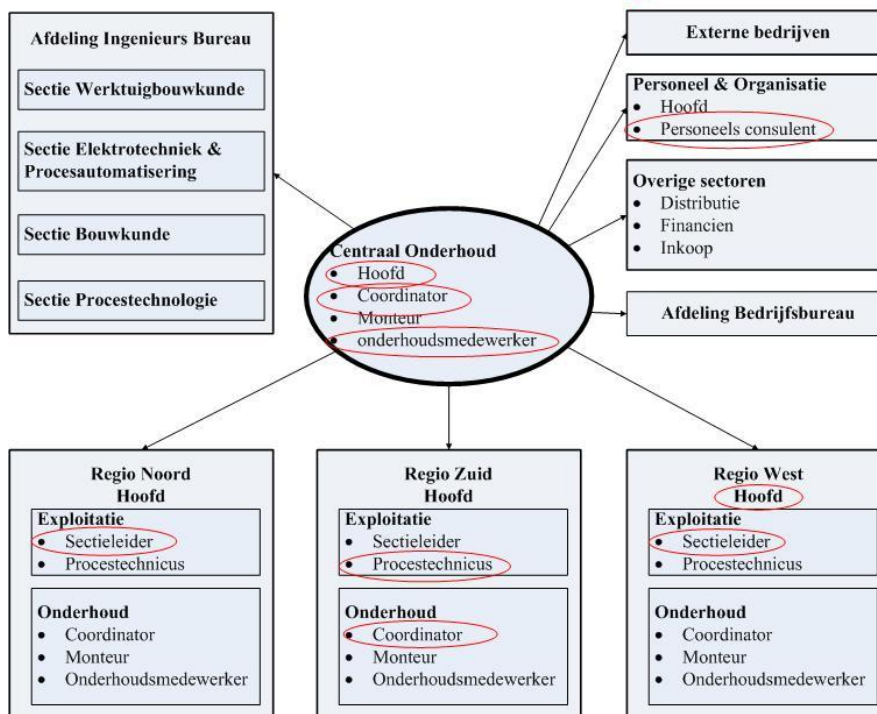 Afdeling Ingenieurs Bureau
Sectie Werktuigbouwkunde
Sectie Elektrotechniek &
Procesautomatisering
Sectie Bouwkunde
Sectie Procestechnologie
Externe bedrijven
Personeel & Organisatie
• Hoofd
• Personeels consulent
Overige sectoren
• Distributie
• Financien
• Inkoop
Afdeling Bedrijfsbureau
Centraal Onderhoud
• Hoofd
• Coordinator
• Monteur
• onderhoudsmedewerker
Regio Noord
Hoofd
Exploitatie
• Sectieleider
• Procestechnicus
Onderhoud
• Coordinator
• Monteur
• Onderhoudsmedewerker
Regio Zuid
Hoofd
Exploitatie
• Sectieleider
• Procestechnicus
Onderhoud
• Coordinator
• Monteur
• Onderhoudsmedewerker
Regio West
Hoofd
Exploitatie
• Sectieleider
• Procestechnicus
Onderhoud
• Coordinator
• Monteur
• Onderhoudsmedewerker